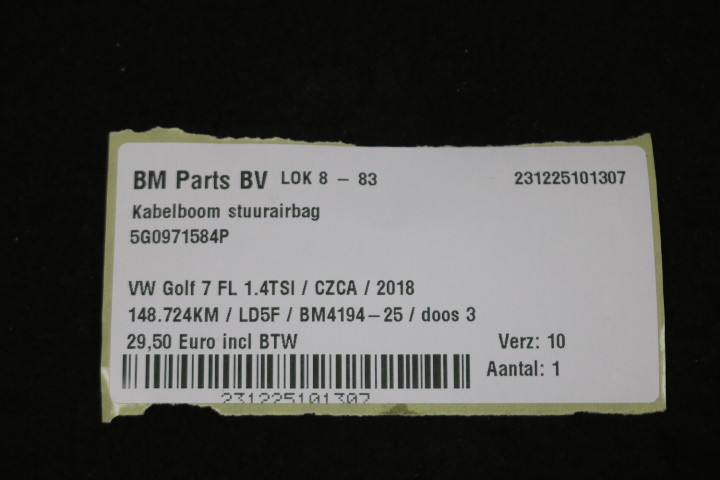 BM Parts BV LOK 8 - 83 231225101307
Kabelboom stuurairbag
5G0971584P
VW Golf 7 FL 1.4TSI / CZCA / 2018
148.724KM / LD5F / BM4194-25 / doos 3
29,50 Euro incl BTW Verz: 10
Aantal: 1
231225101307